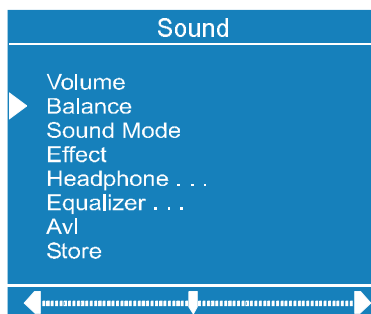 Sound
Volume
Balance
Sound Mode
Effect
Headphone . . .
Equalizer . . .
Avl
Store